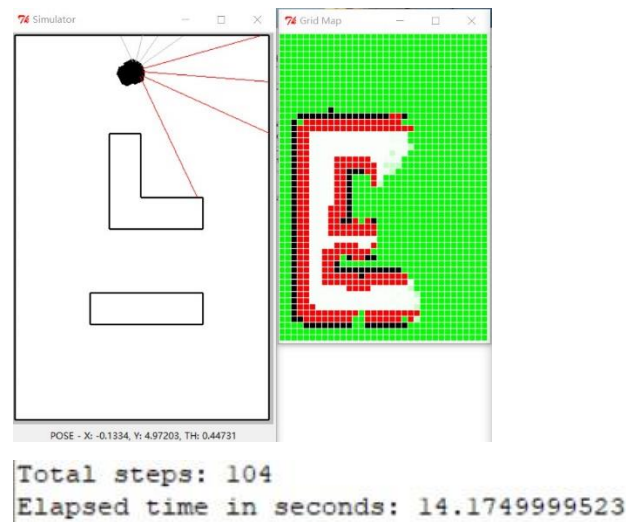 Simulator
Grid Map
POSE - X: -0.1334, Y: 4.97203, TH: 0.44731
Total steps: 104
Elapsed time in seconds: 14.1749999523